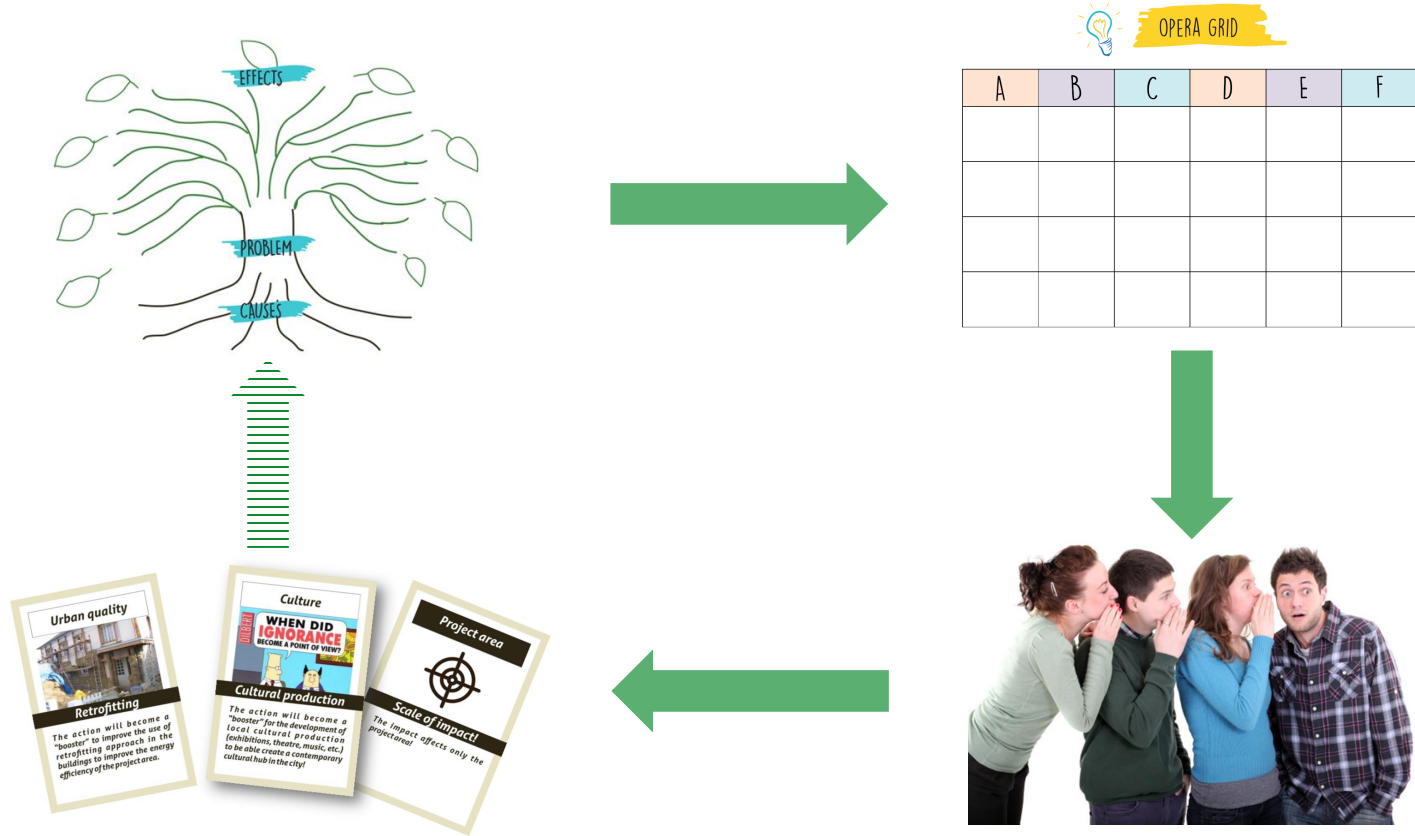 EFFECTS
PROBLEM
CAUSES
OPERA GRID
A B C D E F
Urban quality
Retrofitting
The action will become a
"booster" to improve the use of
retrofitting approach in the
buildings to improve the energy
efficiency of the project area.
Culture
DILBERT
WHEN DID
IGNORANCE
BECOME A POINT OF VIEW?
Cultural production
The action will become a
"booster" for the development of
local cultural production
(exhibitions, theatre, music, etc.)
to be able create a contemporary
cultural hub in the city!
Project area
Scale of impact!
The impact affects only the
project area!